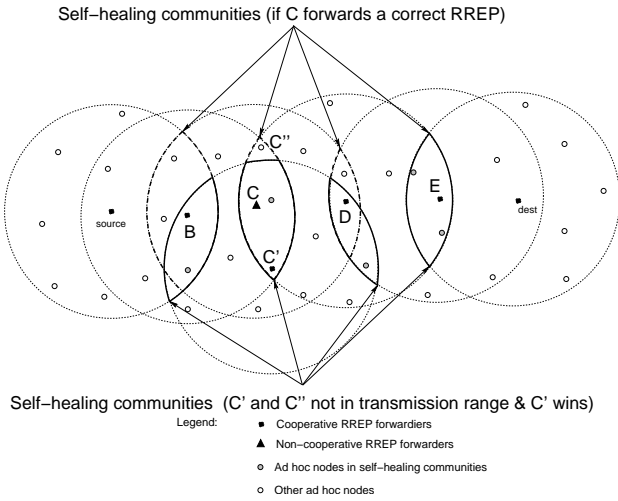 Self−healing communities (if C forwards a correct RREP)
C''
C
E
D
B
source
dest
C'
Self−healing communities (C' and C'' not in transmission range & C' wins)
Legend:
Cooperative RREP forwardiers
Non−cooperative RREP forwarders
Ad hoc nodes in self−healing communities
Other ad hoc nodes